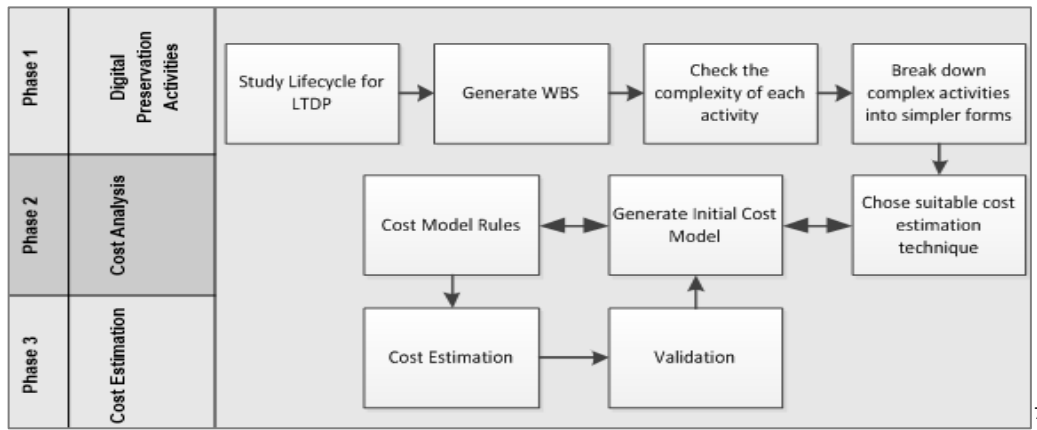 Phase 1
Digital
Preservation
Activities
Study Lifecycle for
LTDP
Generate WBS
Check the
complexity of each
activity
Break down
complex activities
into simpler forms
Phase 2
Cost Analysis
Cost Model Rules
Generate Initial Cost
Model
Chose suitable cost
estimation
technique
Phase 3
Cost Estimation
Cost Estimation
Validation